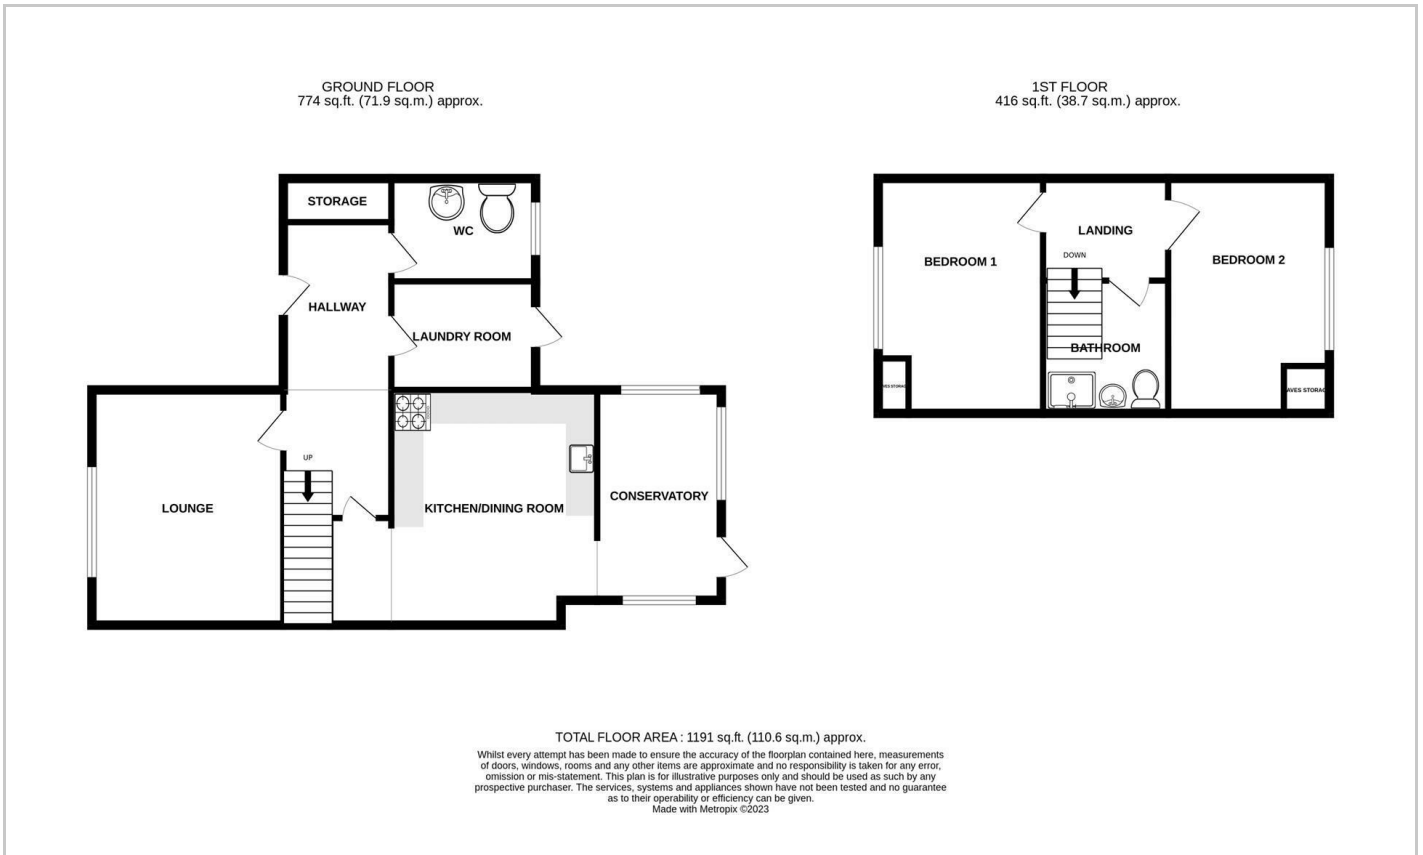 GROUND FLOOR
774 sq.ft. (71.9 sq.m.) approx.
1ST FLOOR
416 sq.ft. (38.7 sq.m.) approx.
STORAGE
WC
HALLWAY
LAUNDRY ROOM
UP
LOUNGE
KITCHEN/DINING ROOM
CONSERVATORY
BEDROOM 1
LANDING
DOWN
BEDROOM 2
BATHROOM
VES STORAG
AVES STORAG
TOTAL FLOOR AREA : 1191 sq.ft. (110.6 sq.m.) approx.
Whilst every attempt has been made to ensure the accuracy of the floorplan contained here, measurements
of doors, windows, rooms and any other items are approximate and no responsibility is taken for any error,
omission or mis-statement. This plan is for illustrative purposes only and should be used as such by any
prospective purchaser. The services, systems and appliances shown have not been tested and no guarantee
as to their operability or efficiency can be given.
Made with Metropix ©2023